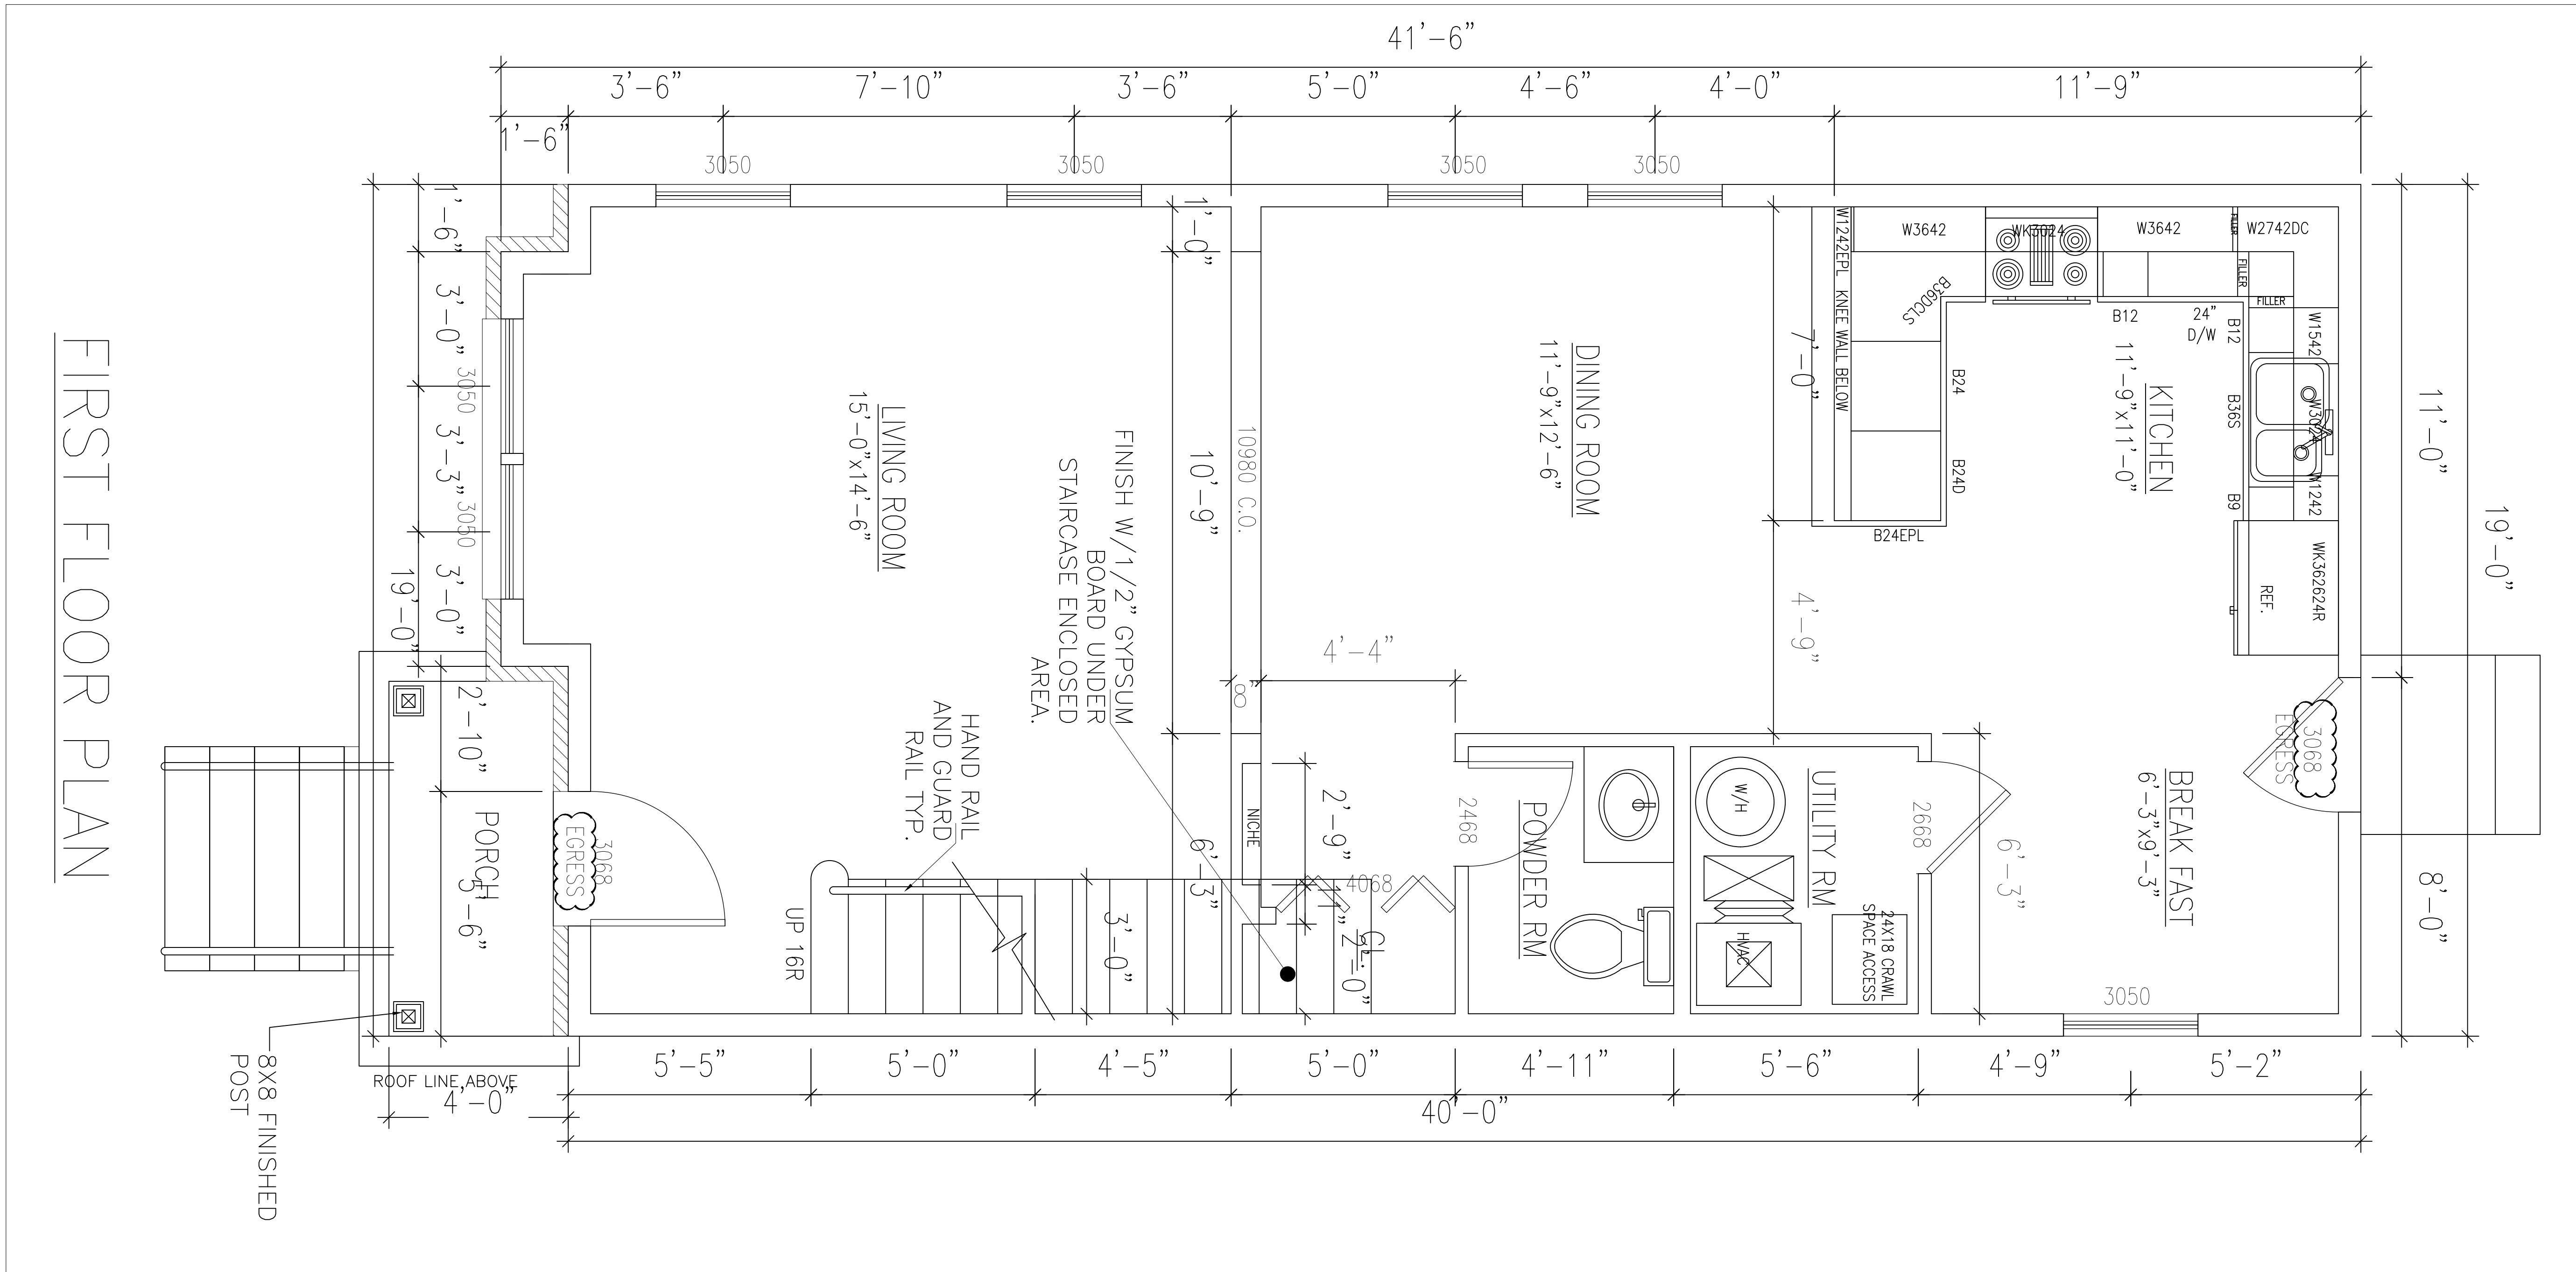 41'-6"
3'-6"
7'-10"
3'-6"
5'-0"
4'-6"
4'-0"
11'-9"
1'-6"
3050
3050
3050
3050
1'-6"
3'-0"
3050
3'-3"
3050
3'-0"
19'-0"
2'-10"
5'-6"
PORCH
3068
EGRESS
LIVING ROOM
15'-0"x14'-6"
FINISH W/1/2" GYPSUM
BOARD UNDER
STAIRCASE ENCLOSED
AREA.
HAND RAIL
AND GUARD
RAIL TYP.
UP 16R
1'-0"
10'-9"
6'-3"
3'-0"
10980 C.O.
8"
4'-4"
NICHE
2'-9"
4068
11"
CL.
2'-0"
DINING ROOM
11'-9"x12'-6"
7'-0"
4'-9"
W1242EPL KNEE WALL BELOW
W3642
WK3024
W3642
FILLER
W2742DC
FILLER
FILLER
B36DCLS
B24
B24D
B24EPL
B12
24"
D/W
B12
B36S
B9
W1542
W3024
W1242
WK362624R
REF.
KITCHEN
11'-9"x11'-0"
11'-0"
19'-0"
8'-0"
3068
EGRESS
BREAK FAST
6'-3"x9'-3"
3050
6'-3"
2668
UTILITY RM
W/H
HVAC
24X18 CRAWL
SPACE ACCESS
POWDER RM
2468
5'-5"
5'-0"
4'-5"
5'-0"
4'-11"
5'-6"
4'-9"
5'-2"
40'-0"
ROOF LINE ABOVE
4'-0"
8X8 FINISHED
POST
FIRST FLOOR PLAN